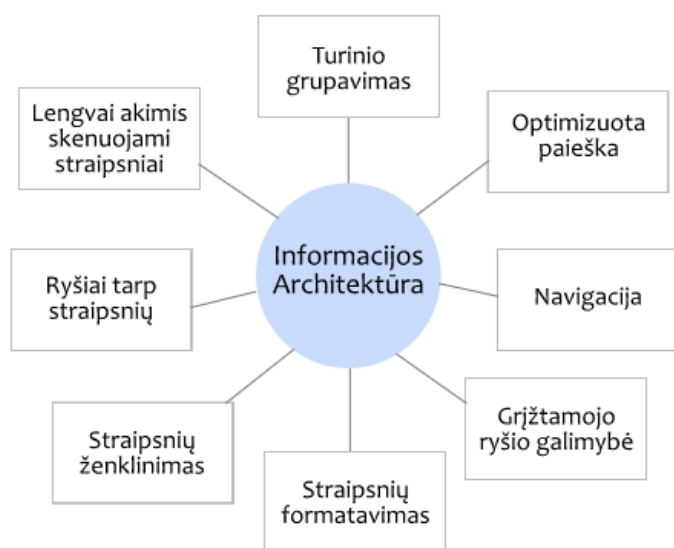 Turinio
grupavimas
Lengvai akimis
skenuojami
straipsniai
Optimizuota
paieška
Informacijos
Architektūra
Ryšiai tarp
straipsnių
Navigacija
Straipsnių
ženklinimas
Grįžtamojo
ryšio galimybė
Straipsnių
formatavimas